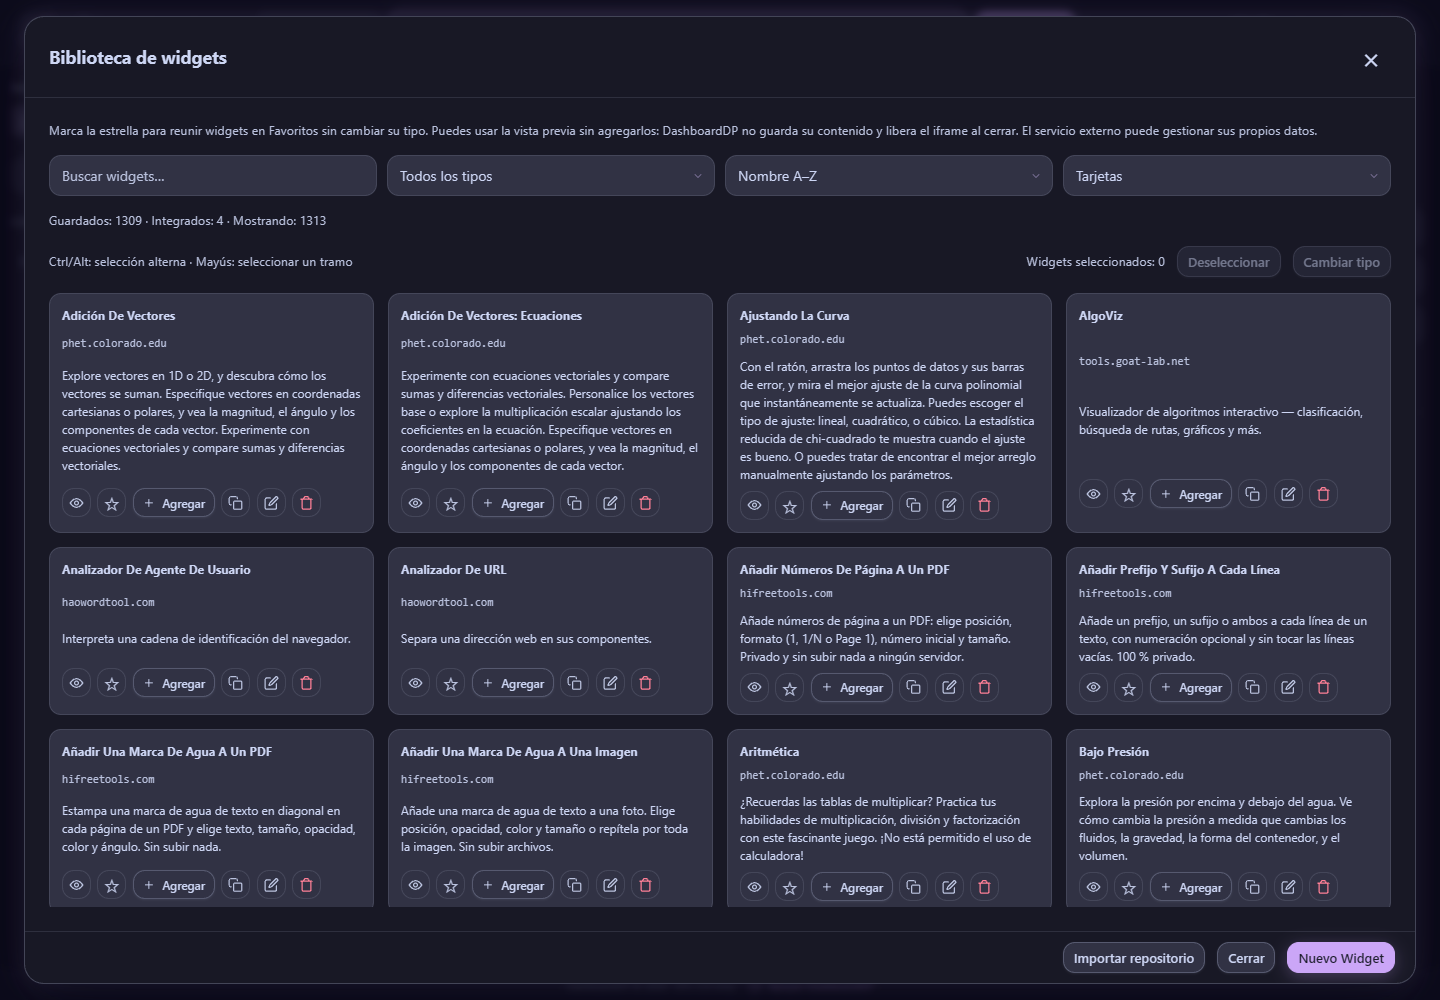 Biblioteca de widgets
Marca la estrella para reunir widgets en Favoritos sin cambiar su tipo. Puedes usar la vista previa sin agregarlos: DashboardDP no guarda su contenido y libera el iframe al cerrar. El servicio externo puede gestionar sus propios datos.
Buscar widgets...
Todos los tipos
Nombre A–Z
Tarjetas
Guardados: 1309 · Integrados: 4 · Mostrando: 1313
Ctrl/Alt: selección alterna · Mayús: seleccionar un tramo
Widgets seleccionados: 0
Deseleccionar
Cambiar tipo
Adición De Vectores
phet.colorado.edu
Explore vectores en 1D o 2D, y descubra cómo los
vectores se suman. Especifique vectores en coordenadas
cartesianas o polares, y vea la magnitud, el ángulo y los
componentes de cada vector. Experimente con
ecuaciones vectoriales y compare sumas y diferencias
vectoriales.
Agregar
Adición De Vectores: Ecuaciones
phet.colorado.edu
Experimente con ecuaciones vectoriales y compare
sumas y diferencias vectoriales. Personalice los vectores
base o explore la multiplicación escalar ajustando los
coeficientes en la ecuación. Especifique vectores en
coordenadas cartesianas o polares, y vea la magnitud, el
ángulo y los componentes de cada vector.
Agregar
Ajustando La Curva
phet.colorado.edu
Con el ratón, arrastra los puntos de datos y sus barras
de error, y mira el mejor ajuste de la curva polinomial
que instantáneamente se actualiza. Puedes escoger el
tipo de ajuste: lineal, cuadrático, o cúbico. La estadística
reducida de chi-cuadrado te muestra cuando el ajuste
es bueno. O puedes tratar de encontrar el mejor arreglo
manualmente ajustando los parámetros.
Agregar
AlgoViz
tools.goat-lab.net
Visualizador de algoritmos interactivo — clasificación,
búsqueda de rutas, gráficos y más.
Agregar
Analizador De Agente De Usuario
haowordtool.com
Interpreta una cadena de identificación del navegador.
Agregar
Analizador De URL
haowordtool.com
Separa una dirección web en sus componentes.
Agregar
Añadir Números De Página A Un PDF
hifreetools.com
Añade números de página a un PDF: elige posición,
formato (1, 1/N o Page 1), número inicial y tamaño.
Privado y sin subir nada a ningún servidor.
Agregar
Añadir Prefijo Y Sufijo A Cada Línea
hifreetools.com
Añade un prefijo, un sufijo o ambos a cada línea de un
texto, con numeración opcional y sin tocar las líneas
vacías. 100 % privado.
Agregar
Añadir Una Marca De Agua A Un PDF
hifreetools.com
Estampa una marca de agua de texto en diagonal en
cada página de un PDF y elige texto, tamaño, opacidad,
color y ángulo. Sin subir nada.
Agregar
Añadir Una Marca De Agua A Una Imagen
hifreetools.com
Añade una marca de agua de texto a una foto. Elige
posición, opacidad, color y tamaño o repítela por toda
la imagen. Sin subir archivos.
Agregar
Aritmética
phet.colorado.edu
¿Recuerdas las tablas de multiplicar? Practica tus
habilidades de multiplicación, división y factorización
con este fascinante juego. ¡No está permitido el uso de
calculadora!
Agregar
Bajo Presión
phet.colorado.edu
Explora la presión por encima y debajo del agua. Ve
cómo cambia la presión a medida que cambias los
fluidos, la gravedad, la forma del contenedor, y el
volumen.
Agregar
Importar repositorio
Cerrar
Nuevo Widget